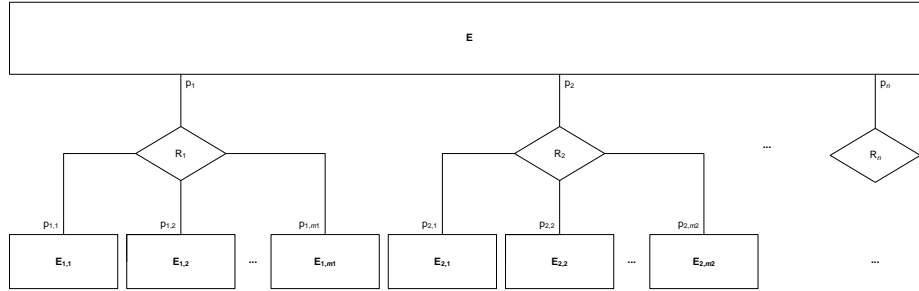 E
p1 p2 pn
R1 R2 ... Rn
p1,1 p1,2 p1,m1 p2,1 p2,2 p2,m2
E1,1 E1,2 ... E1,m1 E2,1 E2,2 ... E2,m2 ...